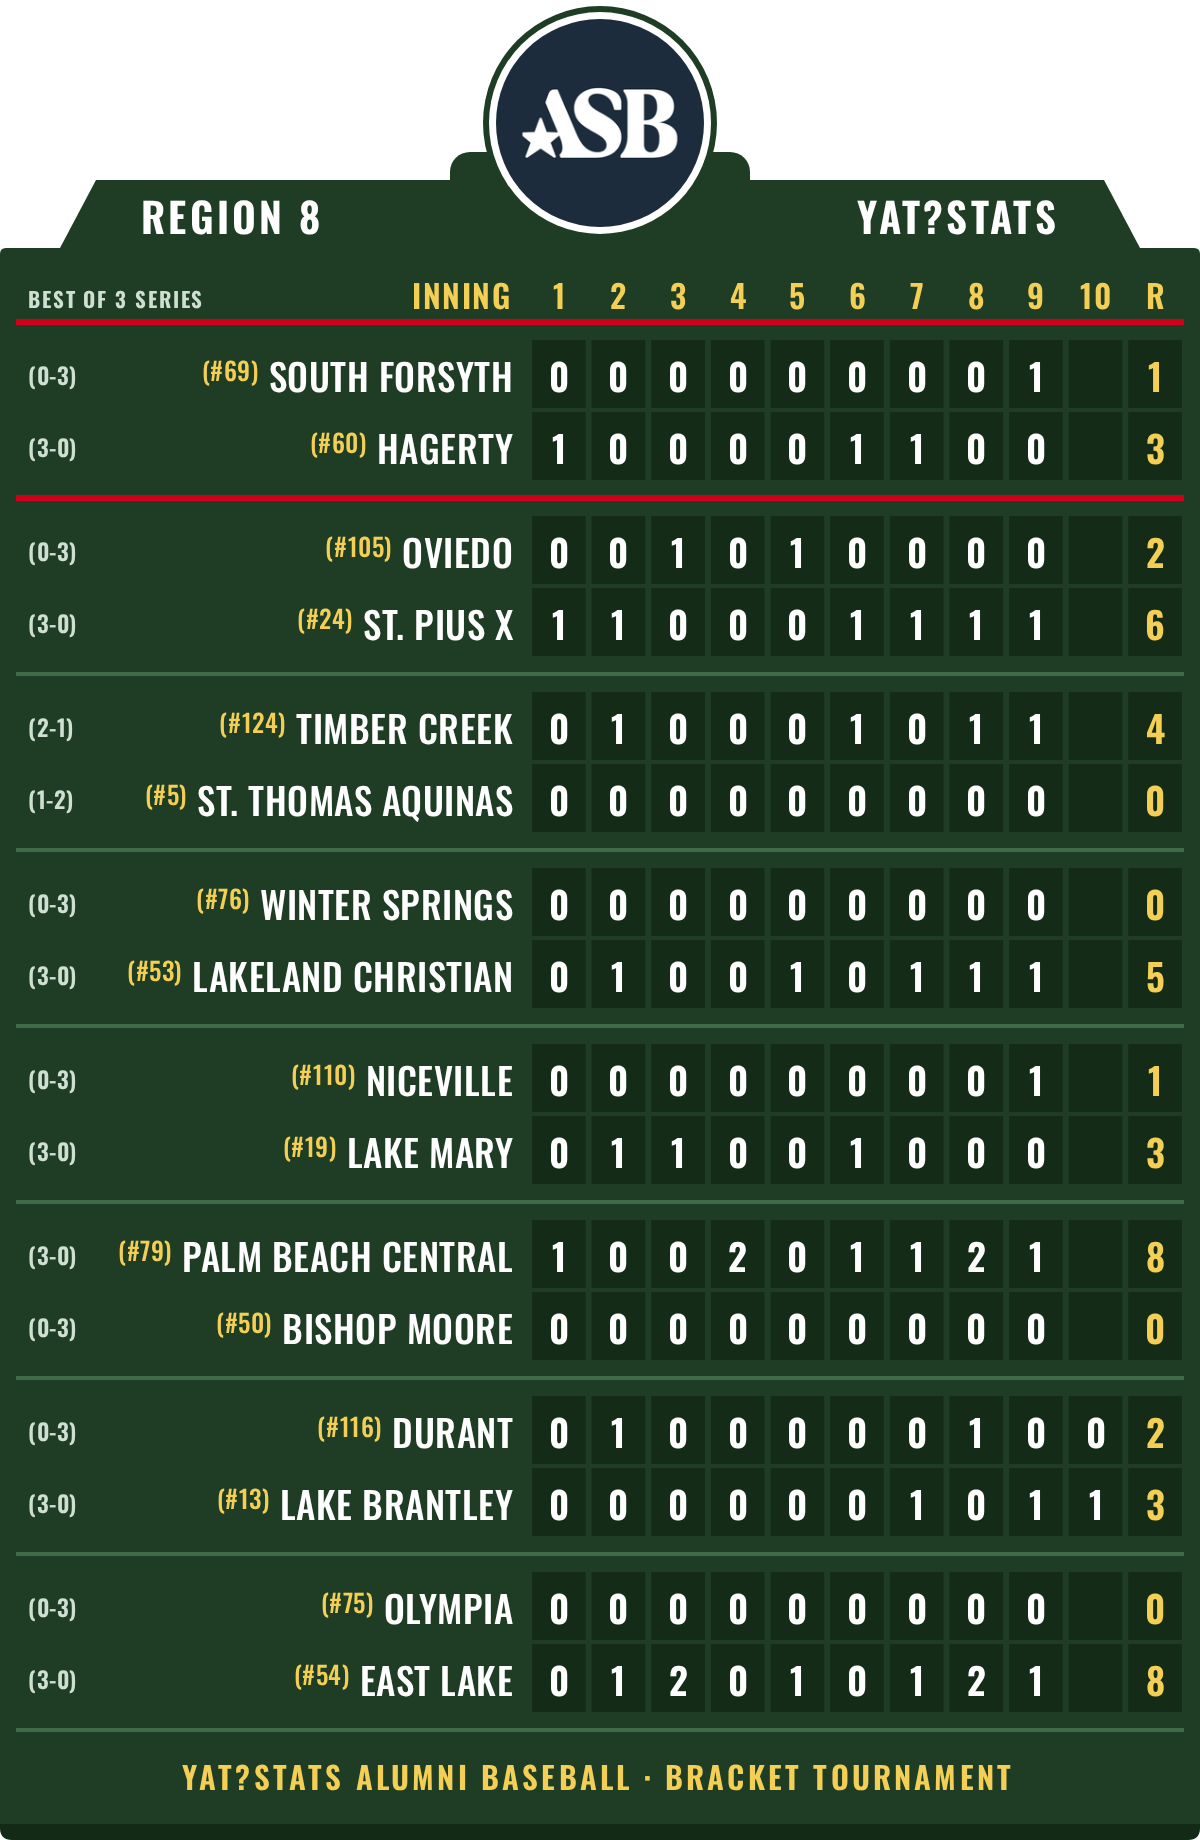 ASB
REGION 8 YAT?STATS
BEST OF 3 SERIES INNING 1 2 3 4 5 6 7 8 9 10 R
(0-3) (#69) SOUTH FORSYTH 0 0 0 0 0 0 0 0 1 1
(3-0) (#60) HAGERTY 1 0 0 0 0 1 1 0 0 3
(0-3) (#105) OVIEDO 0 0 1 0 1 0 0 0 0 2
(3-0) (#24) ST. PIUS X 1 1 0 0 0 1 1 1 1 6
(2-1) (#124) TIMBER CREEK 0 1 0 0 0 1 0 1 1 4
(1-2) (#5) ST. THOMAS AQUINAS 0 0 0 0 0 0 0 0 0 0
(0-3) (#76) WINTER SPRINGS 0 0 0 0 0 0 0 0 0 0
(3-0) (#53) LAKELAND CHRISTIAN 0 1 0 0 1 0 1 1 1 5
(0-3) (#110) NICEVILLE 0 0 0 0 0 0 0 0 1 1
(3-0) (#19) LAKE MARY 0 1 1 0 0 1 0 0 0 3
(3-0) (#79) PALM BEACH CENTRAL 1 0 0 2 0 1 1 2 1 8
(0-3) (#50) BISHOP MOORE 0 0 0 0 0 0 0 0 0 0
(0-3) (#116) DURANT 0 1 0 0 0 0 0 1 0 0 2
(3-0) (#13) LAKE BRANTLEY 0 0 0 0 0 0 1 0 1 1 3
(0-3) (#75) OLYMPIA 0 0 0 0 0 0 0 0 0 0
(3-0) (#54) EAST LAKE 0 1 2 0 1 0 1 2 1 8
YAT?STATS ALUMNI BASEBALL · BRACKET TOURNAMENT